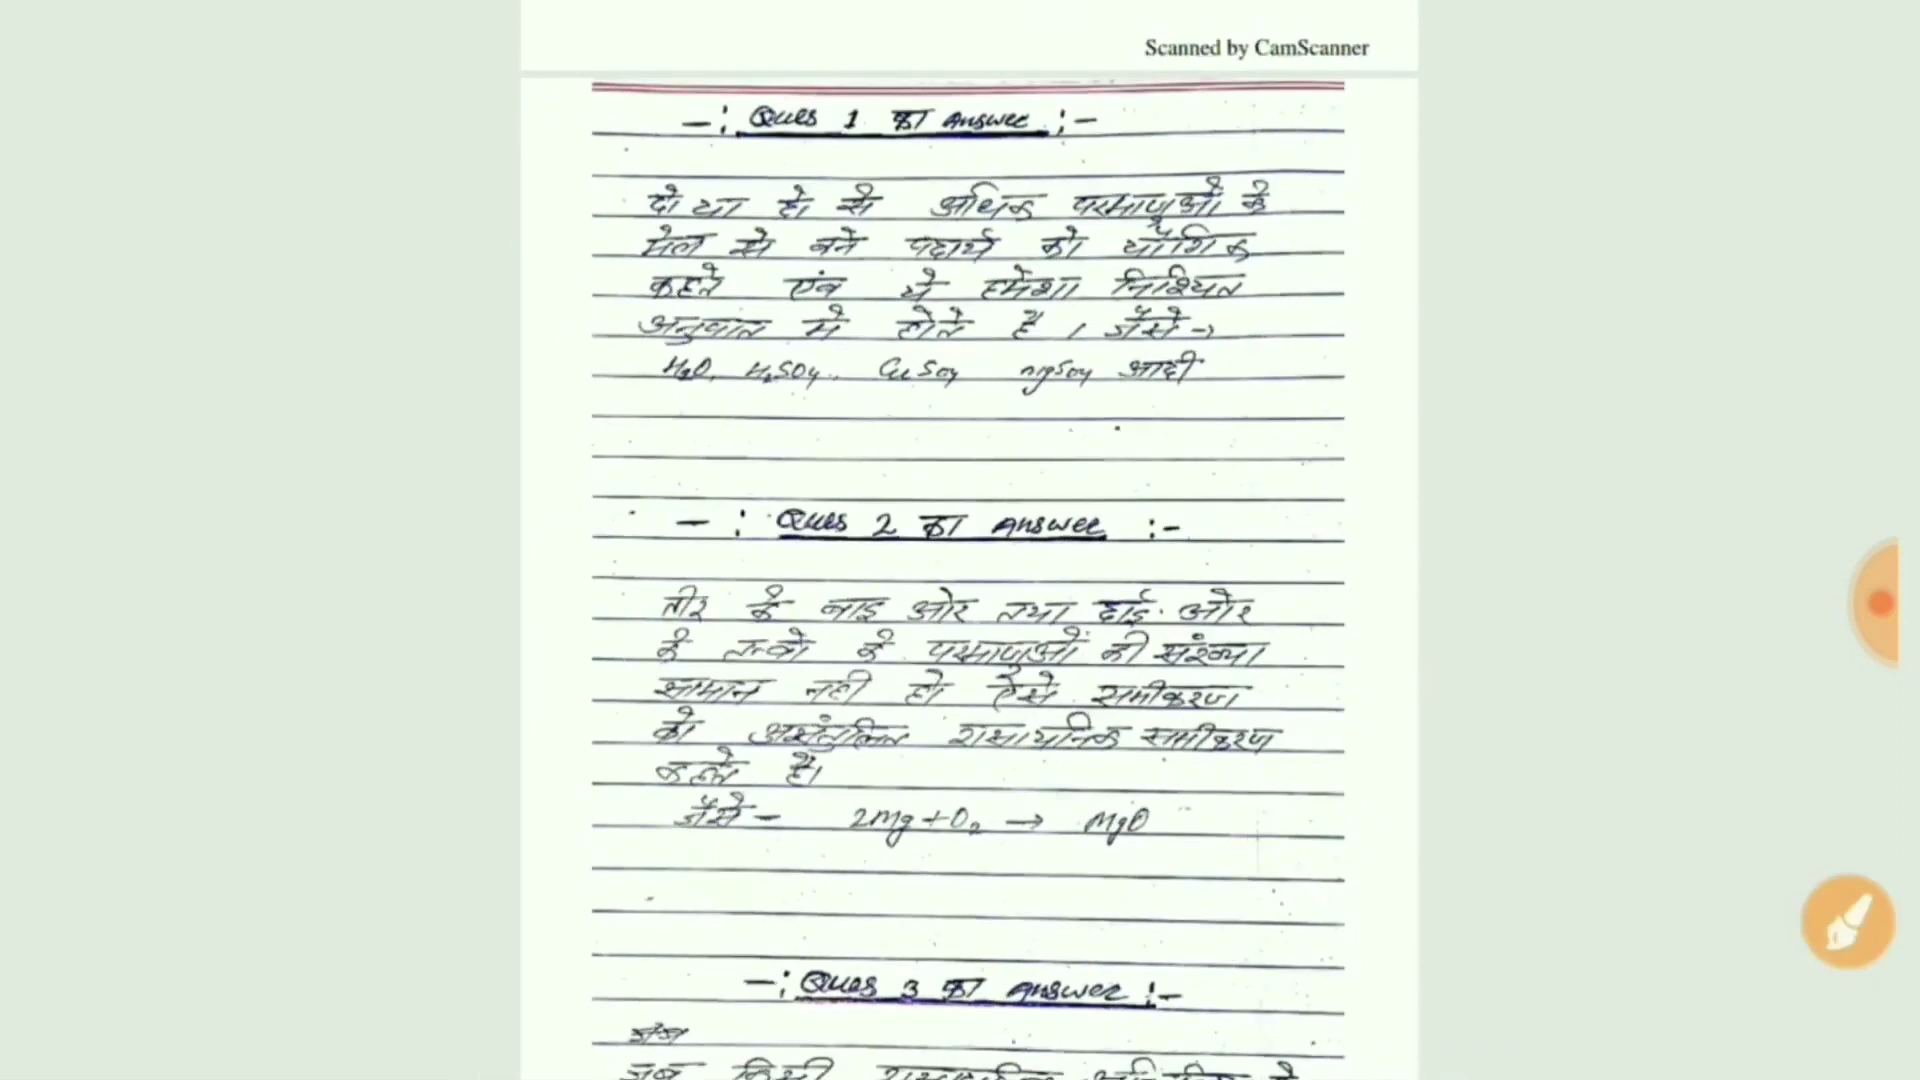 Scanned by CamScanner
-: Ques 1 का Answer :-
दो या दो से अधिक परमाणुओं के
मेल से बने पदार्थ को यौगिक
कहते एंव ये हमेशा निश्चित
अनुपात मे होते है । जैसे →
H₂O, H₂SO4, CuSO4 mgSO4 आदी
-: Ques 2 का Answer :-
तीर के बाइ ओर तथा दाई ओर
के तत्वो के परमाणुओं की संख्या
सामान नही हो ऐसे समीकरण
को असंतुलित रासायनिक समीकरण
कहते है।
जैसे - 2Mg + O₂ → MgO
-: Ques 3 का Answer :-
जब किसी